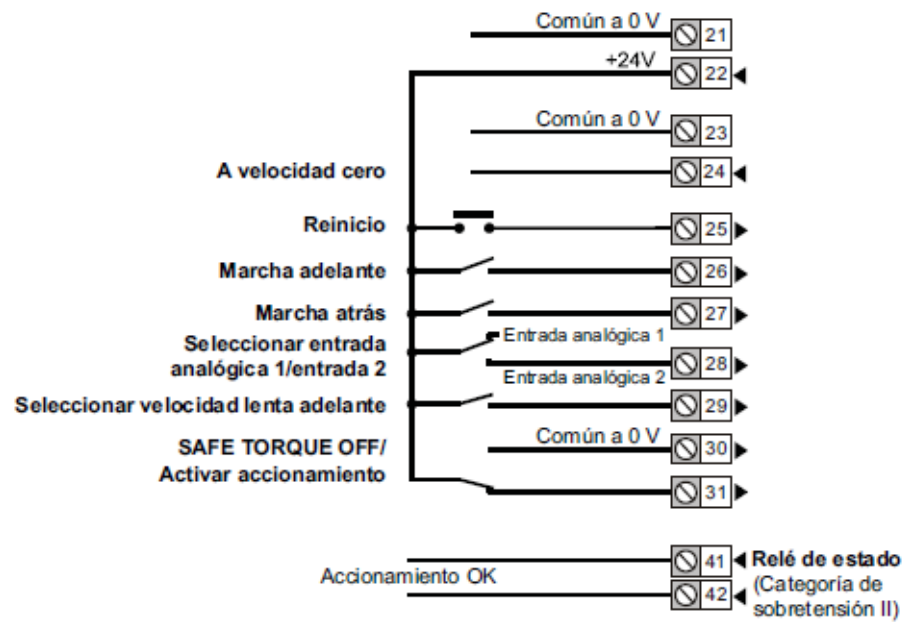 Común a 0 V
21
+24V
22
Común a 0 V
23
A velocidad cero
24
Reinicio
25
Marcha adelante
26
Marcha atrás
27
Seleccionar entrada
analógica 1/entrada 2
Entrada analógica 1
28
Entrada analógica 2
Seleccionar velocidad lenta adelante
29
Común a 0 V
30
SAFE TORQUE OFF/
Activar accionamiento
31
Accionamiento OK
41
42
Relé de estado
(Categoría de
sobretensión II)